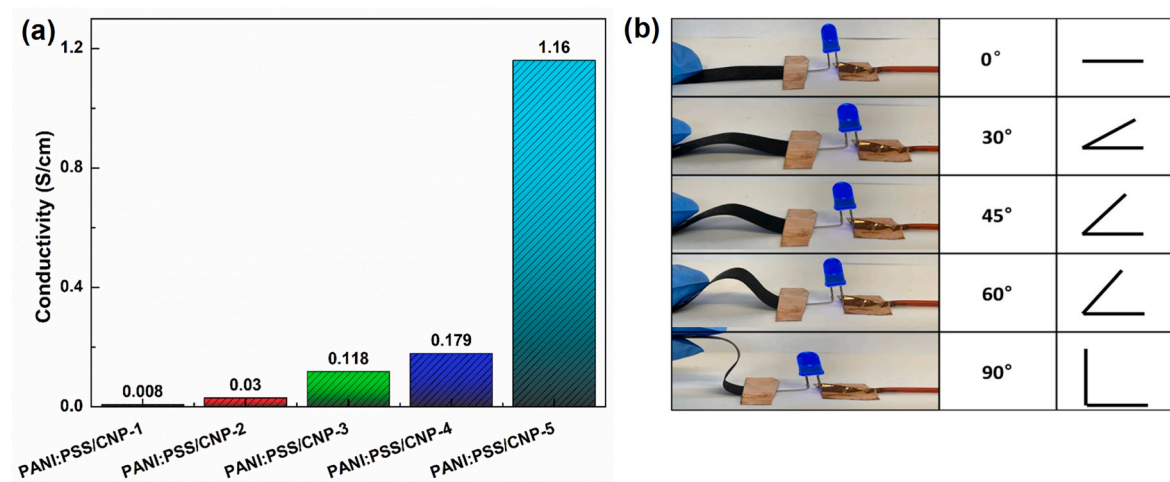 (a)
Conductivity (S/cm)
1.2
0.8
0.4
0.0
0.008
0.03
0.118
0.179
1.16
PANI:PSS/CNP-1
PANI:PSS/CNP-2
PANI:PSS/CNP-3
PANI:PSS/CNP-4
PANI:PSS/CNP-5
(b)
0°
30°
45°
60°
90°